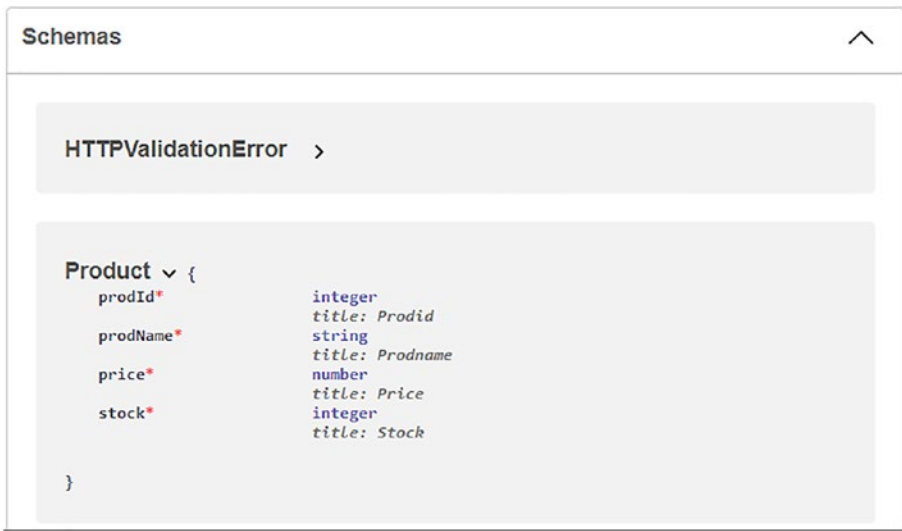 Schemas
HTTPValidationError >
Product {
prodId* integer
title: Prodid
prodName* string
title: Prodname
price* number
title: Price
stock* integer
title: Stock
}